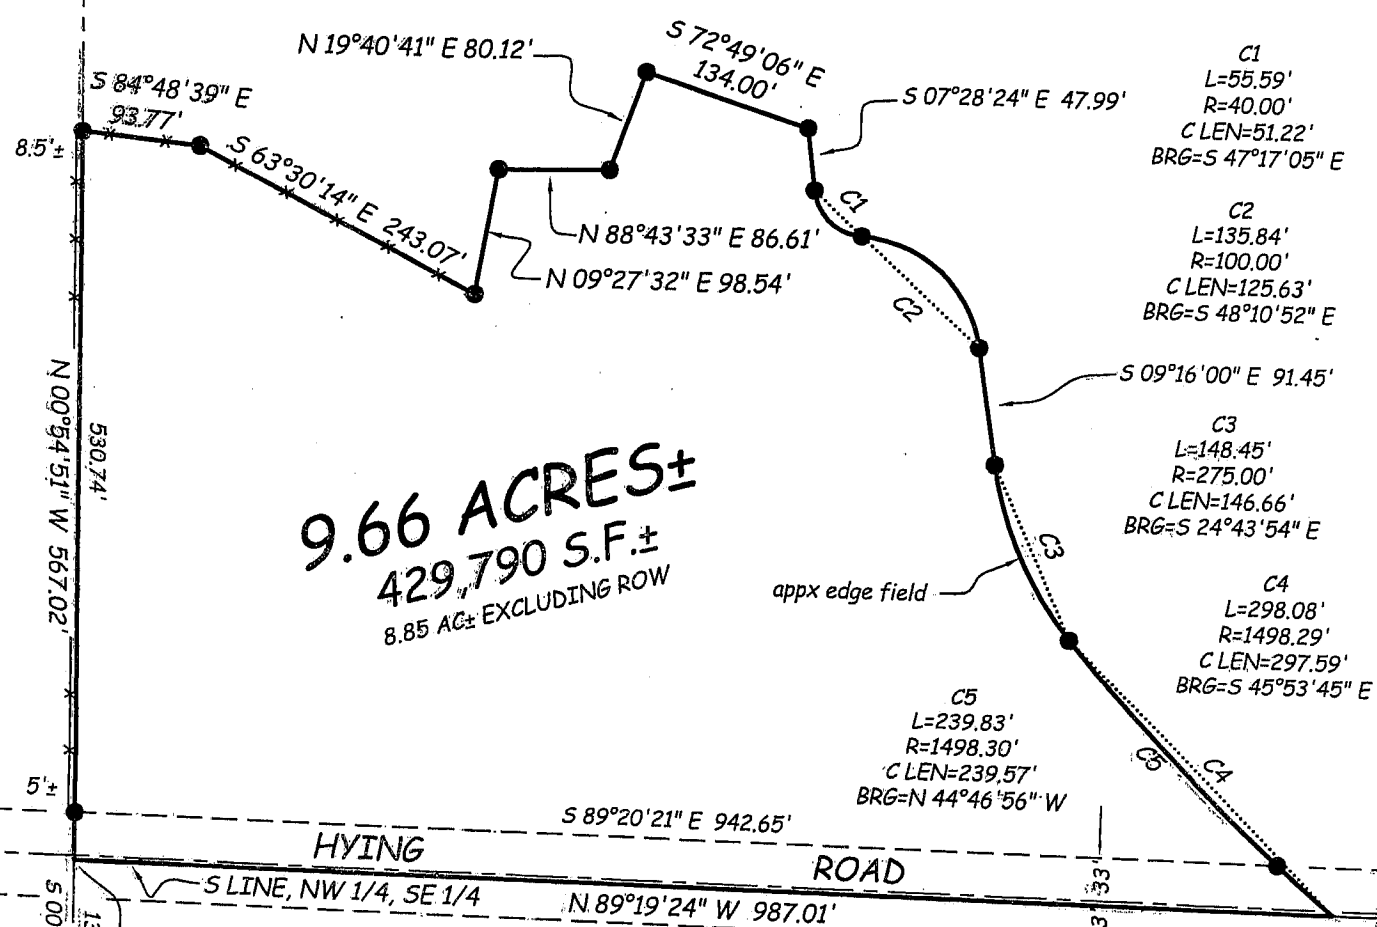 N 19°40'41" E 80.12'
S 72°49'06" E
134.00'
S 84°48'39" E
93.77'
8.5'±
S 07°28'24" E 47.99'
C1
L=55.59'
R=40.00'
C LEN=51.22'
BRG=S 47°17'05" E
S 63°30'14" E 243.07'
N 88°43'33" E 86.61'
N 09°27'32" E 98.54'
C1
C2
C2
L=135.84'
R=100.00'
C LEN=125.63'
BRG=S 48°10'52" E
S 09°16'00" E 91.45'
N 00°54'51" W 567.02'
530.74'
9.66 ACRES±
429,790 S.F.±
8.85 AC± EXCLUDING ROW
C3
L=148.45'
R=275.00'
C LEN=146.66'
BRG=S 24°43'54" E
C3
appx edge field
C4
L=298.08'
R=1498.29'
C LEN=297.59'
BRG=S 45°53'45" E
C5
L=239.83'
R=1498.30'
C LEN=239.57'
BRG=N 44°46'56" W
C5
C4
5'±
S 89°20'21" E 942.65'
HYING ROAD
33'
S LINE, NW 1/4, SE 1/4
N 89°19'24" W 987.01'
S 00